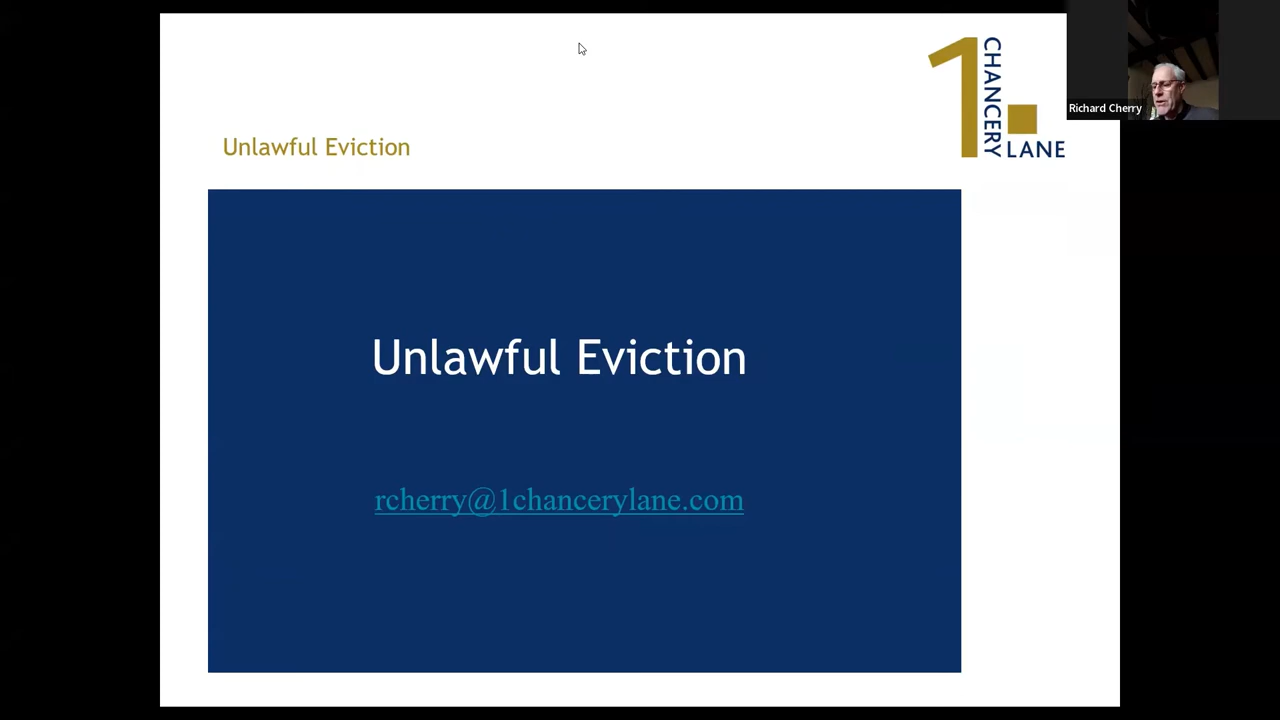 1
CHANCERY
LANE
Richard Cherry
Unlawful Eviction
Unlawful Eviction
rcherry@1chancerylane.com